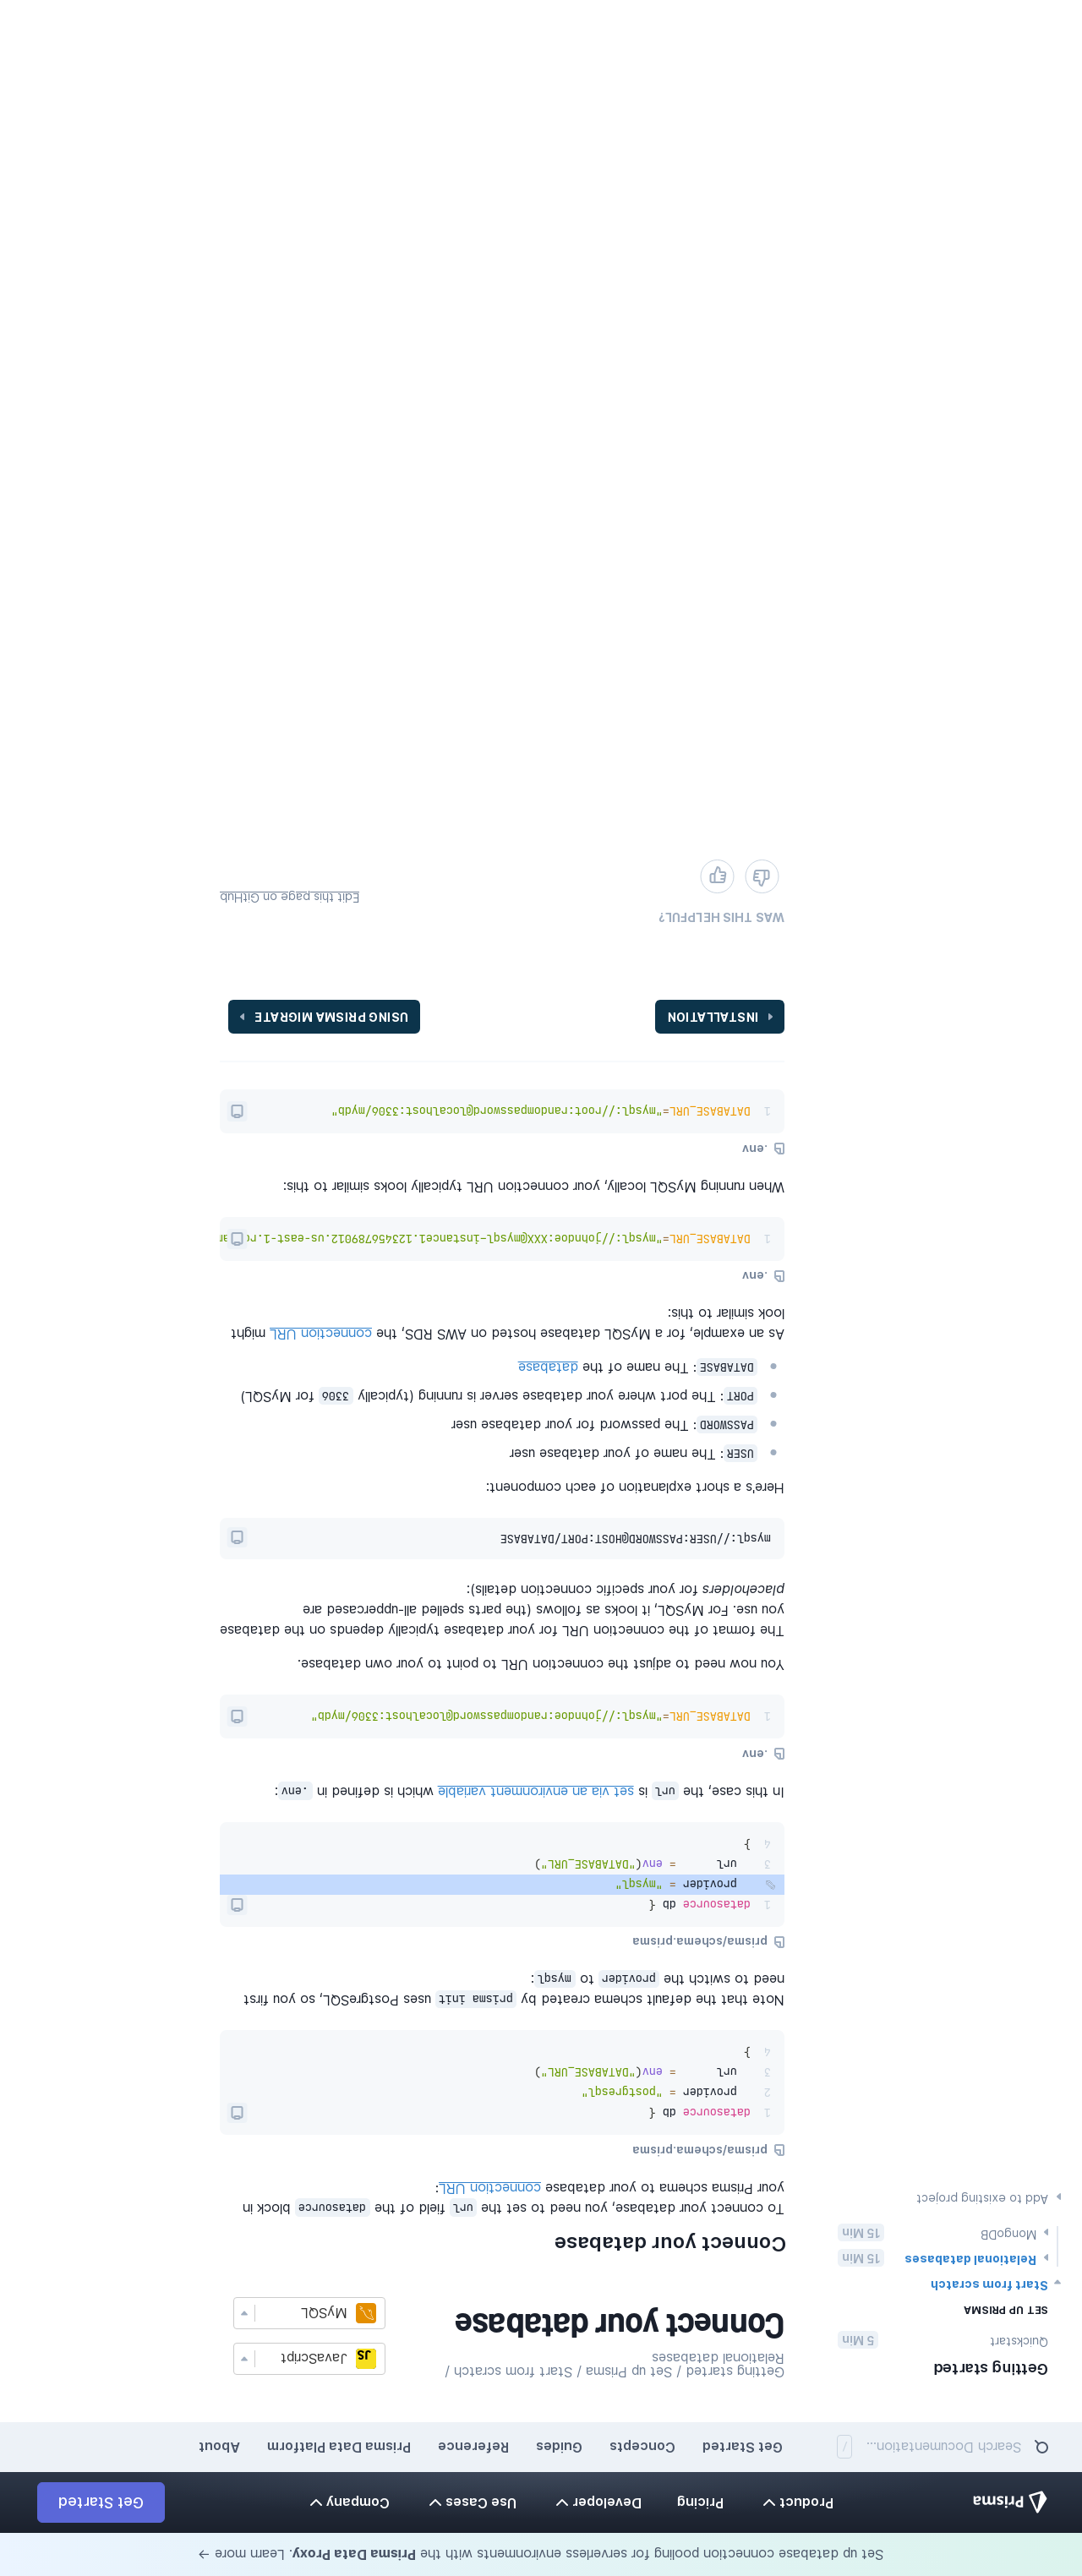 Set up database connection pooling for serverless environments with the Prisma Data Proxy. Learn more →
Prisma
Product
Pricing
Developer
Use Cases
Company
Get Started
Search Documentation...
/
Get Started
Concepts
Guides
Reference
Prisma Data Platform
About
Getting started
Quickstart
5 Min
SET UP PRISMA
Start from scratch
Relational databases
15 Min
MongoDB
15 Min
Add to existing project
Getting started / Set up Prisma / Start from scratch /
Relational databases
Connect your database
JS JavaScript
MySQL
Connect your database
To connect your database, you need to set the url field of the datasource block in
your Prisma schema to your database connection URL:
prisma/schema.prisma
1 datasource db {
2 provider = "postgresql"
3 url = env("DATABASE_URL")
4 }
Note that the default schema created by prisma init uses PostgreSQL, so you first
need to switch the provider to mysql:
prisma/schema.prisma
1 datasource db {
provider = "mysql"
3 url = env("DATABASE_URL")
4 }
In this case, the url is set via an environment variable which is defined in .env:
.env
1 DATABASE_URL="mysql://johndoe:randompassword@localhost:3306/mydb"
You now need to adjust the connection URL to point to your own database.
The format of the connection URL for your database typically depends on the database
you use. For MySQL, it looks as follows (the parts spelled all-uppercased are
placeholders for your specific connection details):
mysql://USER:PASSWORD@HOST:PORT/DATABASE
Here's a short explanation of each component:
USER: The name of your database user
PASSWORD: The password for your database user
PORT: The port where your database server is running (typically 3306 for MySQL)
DATABASE: The name of the database
As an example, for a MySQL database hosted on AWS RDS, the connection URL might
look similar to this:
.env
1 DATABASE_URL="mysql://johndoe:XXX@mysql–instance1.123456789012.us-east-1.r
When running MySQL locally, your connection URL typically looks similar to this:
.env
1 DATABASE_URL="mysql://root:randompassword@localhost:3306/mydb"
INSTALLATION
USING PRISMA MIGRATE
WAS THIS HELPFUL?
Edit this page on GitHub